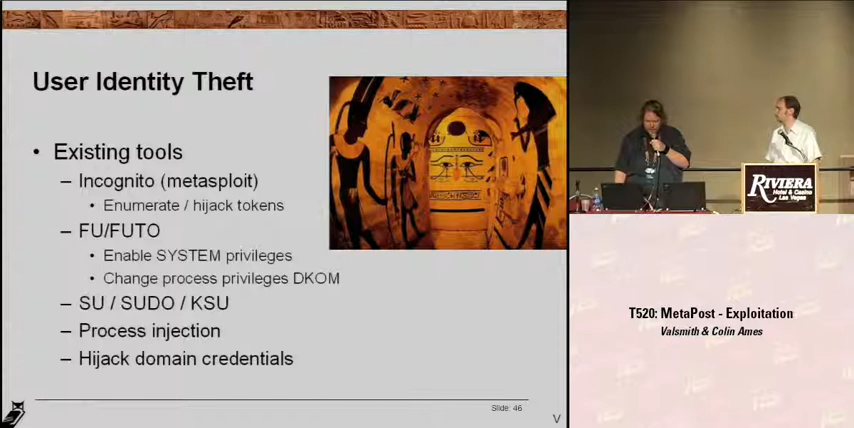 User Identity Theft
• Existing tools
– Incognito (metasploit)
• Enumerate / hijack tokens
– FU/FUTO
• Enable SYSTEM privileges
• Change process privileges DKOM
– SU / SUDO / KSU
– Process injection
– Hijack domain credentials
Slide: 46
V
RIVIERA
Hotel & Casino
Las Vegas
T520: MetaPost - Exploitation
Valsmith & Colin Ames